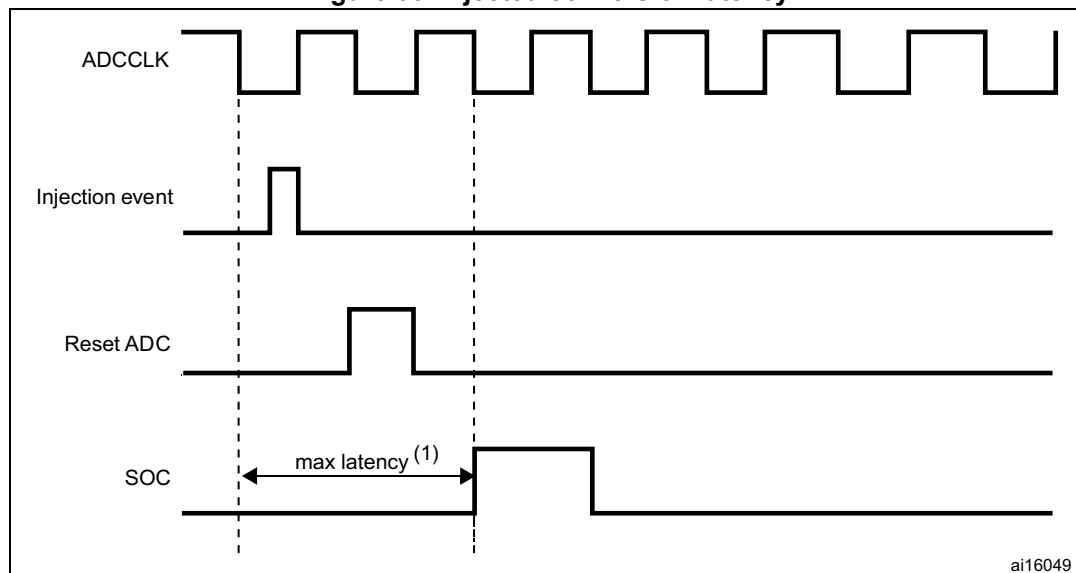 ADCCLK
Injection event
Reset ADC
max latency (1)
SOC
ai16049